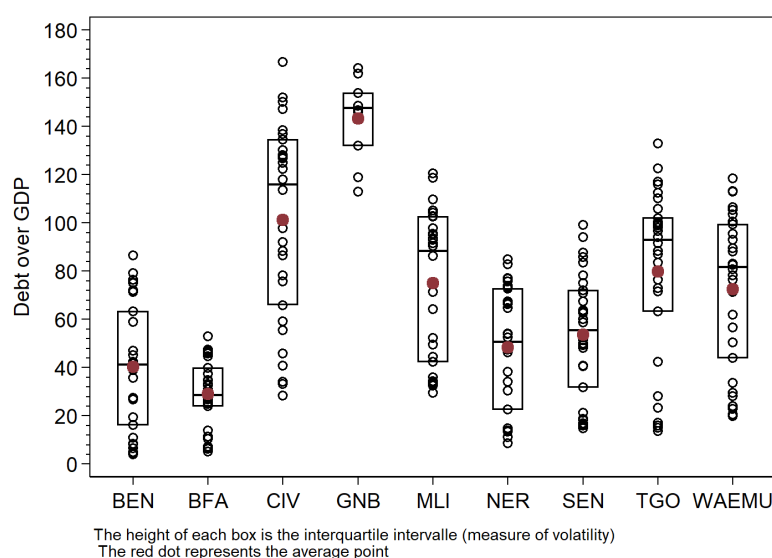 180
160
140
120
100
80
60
40
20
0
Debt over GDP
BEN BFA CIV GNB MLI NER SEN TGO WAEMU
The height of each box is the interquartile intervalle (measure of volatility)
The red dot represents the average point